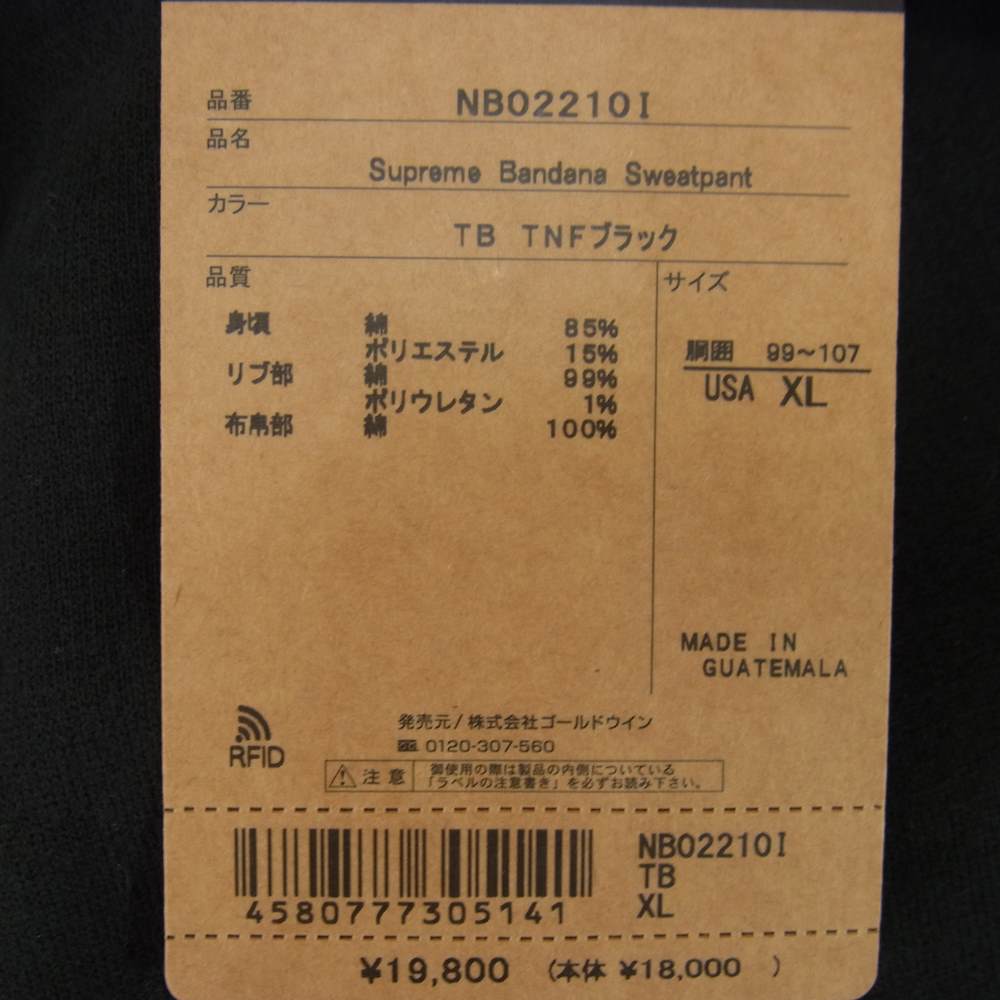 品番 NB02210I
品名
Supreme Bandana Sweatpant
カラー
TB TNFブラック
品質
身頃 綿 85%
ポリエステル 15%
リブ部 綿 99%
ポリウレタン 1%
布帛部 綿 100%
サイズ
胴囲 99~107
USA XL
MADE IN
GUATEMALA
RFID
発売元/株式会社ゴールドウイン
0120-307-560
注意
御使用の際は製品の内側についている
「ラベルの注意書き」を必ずお読み下さい。
4580777305141
NB02210I
TB
XL
¥19,800 (本体 ¥18,000 )